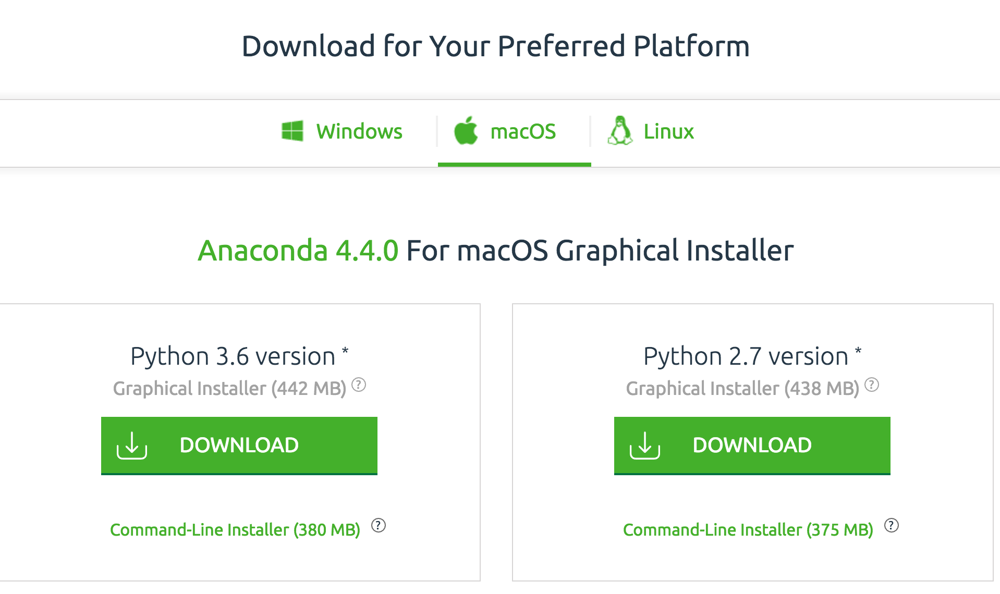 Download for Your Preferred Platform
Windows
macOS
Linux
Anaconda 4.4.0 For macOS Graphical Installer
Python 3.6 version *
Graphical Installer (442 MB) ?
DOWNLOAD
Command-Line Installer (380 MB) ?
Python 2.7 version *
Graphical Installer (438 MB) ?
DOWNLOAD
Command-Line Installer (375 MB) ?